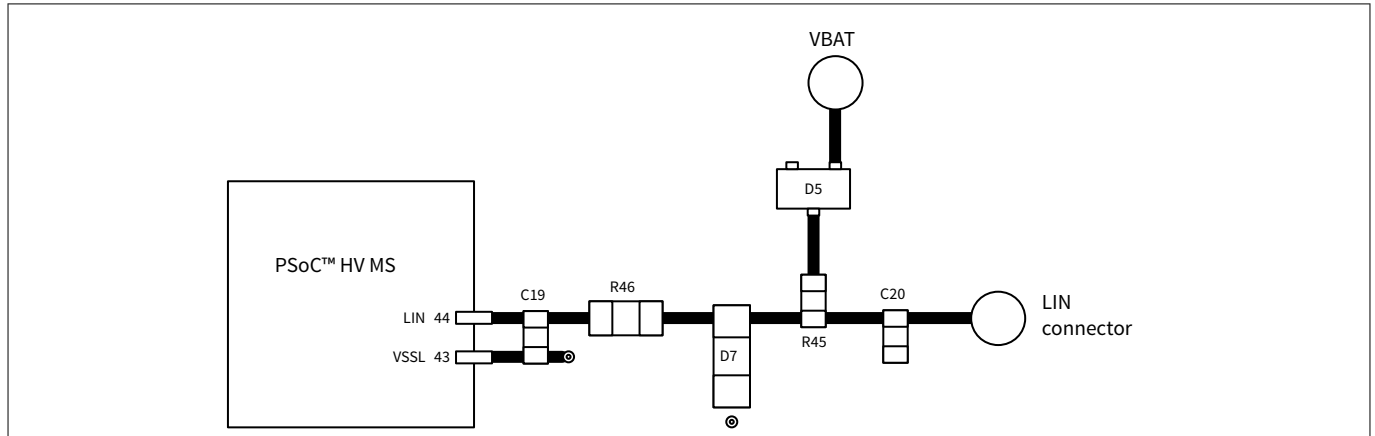 VBAT
D5
PSoC™ HV MS
C19
R46
C20
LIN
connector
LIN 44
R45
VSSL 43
D7